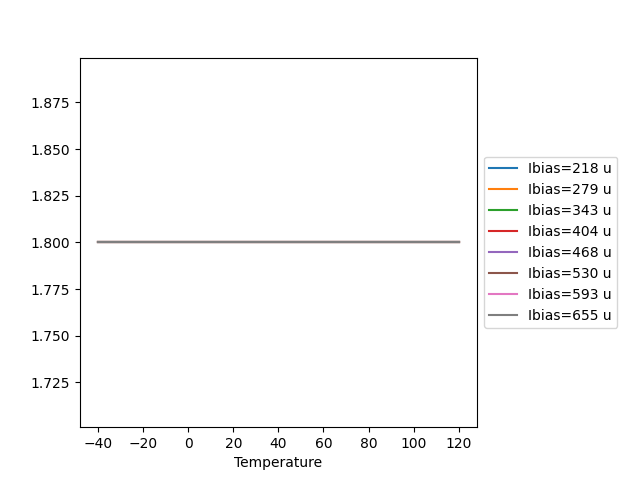 1.875
1.850
1.825
1.800
1.775
1.750
1.725
−40 −20 0 20 40 60 80 100 120
Temperature
Ibias=218 u
Ibias=279 u
Ibias=343 u
Ibias=404 u
Ibias=468 u
Ibias=530 u
Ibias=593 u
Ibias=655 u